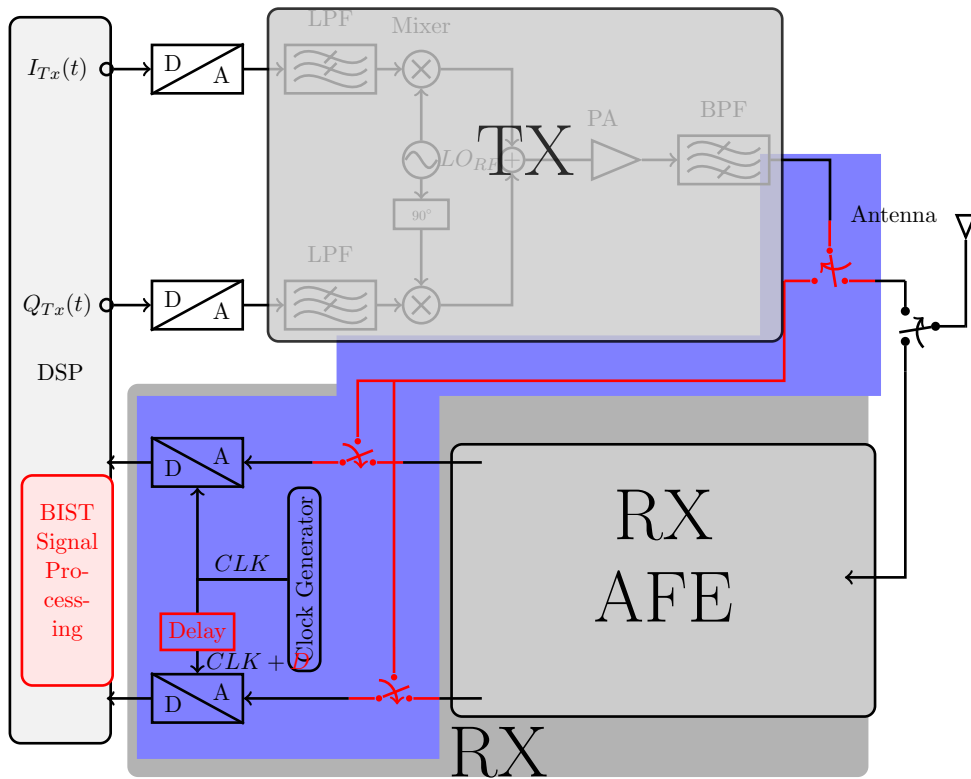 LPF
Mixer
I_{Tx}(t)
D
A
PA
BPF
TX
LO_{RF}
90°
Antenna
LPF
Q_{Tx}(t)
D
A
DSP
D
A
BIST
Signal
Pro-
cess-
ing
CLK
Clock Generator
Delay
CLK + D
D
A
RX
AFE
RX